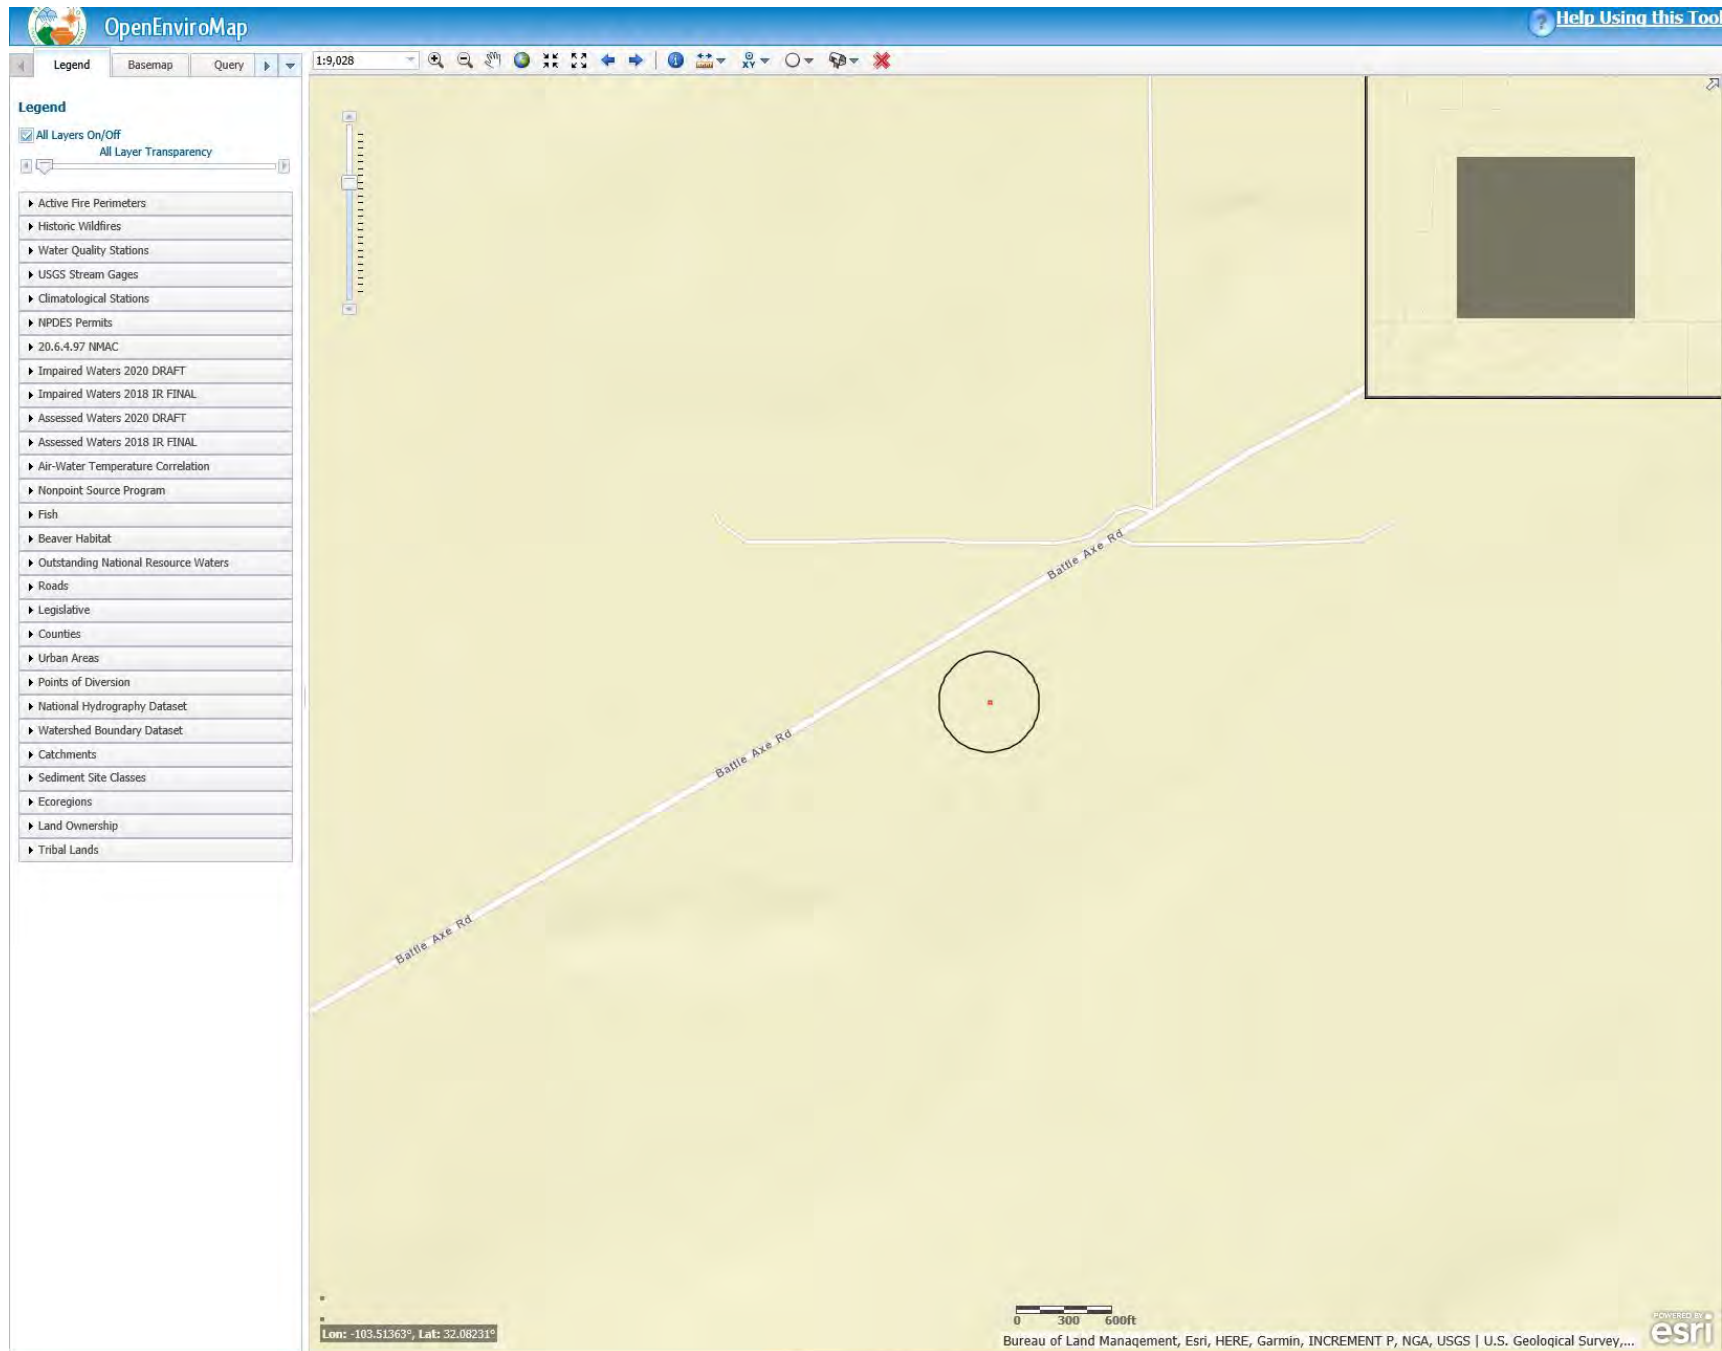 OpenEnviroMap
Help Using this Tool
Legend Basemap Query
1:9,028
Legend
All Layers On/Off
All Layer Transparency
Active Fire Perimeters
Historic Wildfires
Water Quality Stations
USGS Stream Gages
Climatological Stations
NPDES Permits
20.6.4.97 NMAC
Impaired Waters 2020 DRAFT
Impaired Waters 2018 IR FINAL
Assessed Waters 2020 DRAFT
Assessed Waters 2018 IR FINAL
Air-Water Temperature Correlation
Nonpoint Source Program
Fish
Beaver Habitat
Outstanding National Resource Waters
Roads
Legislative
Counties
Urban Areas
Points of Diversion
National Hydrography Dataset
Watershed Boundary Dataset
Catchments
Sediment Site Classes
Ecoregions
Land Ownership
Tribal Lands
XY
Battle Axe Rd
Battle Axe Rd
Battle Axe Rd
0 300 600ft
Lon: -103.51363°, Lat: 32.08231°
Bureau of Land Management, Esri, HERE, Garmin, INCREMENT P, NGA, USGS | U.S. Geological Survey,...
POWERED BY
esri